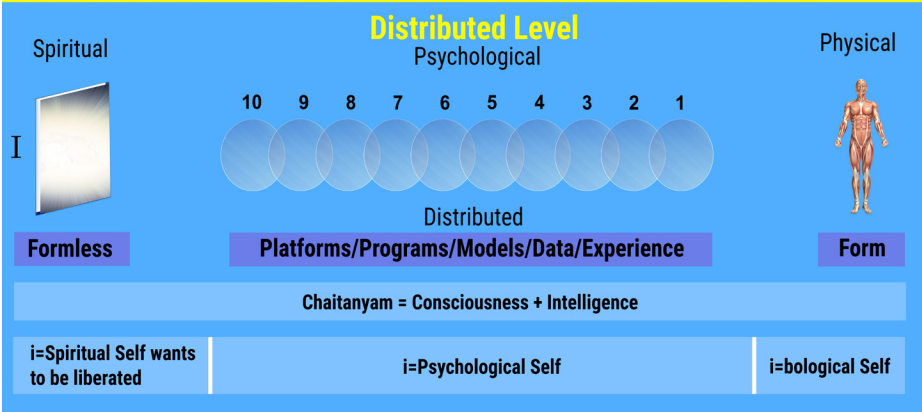 Distributed Level
Spiritual
Psychological
Physical
10 9 8 7 6 5 4 3 2 1
I
Distributed
Formless
Platforms/Programs/Models/Data/Experience
Form
Chaitanyam = Consciousness + Intelligence
i=Spiritual Self wants
to be liberated
i=Psychological Self
i=bological Self